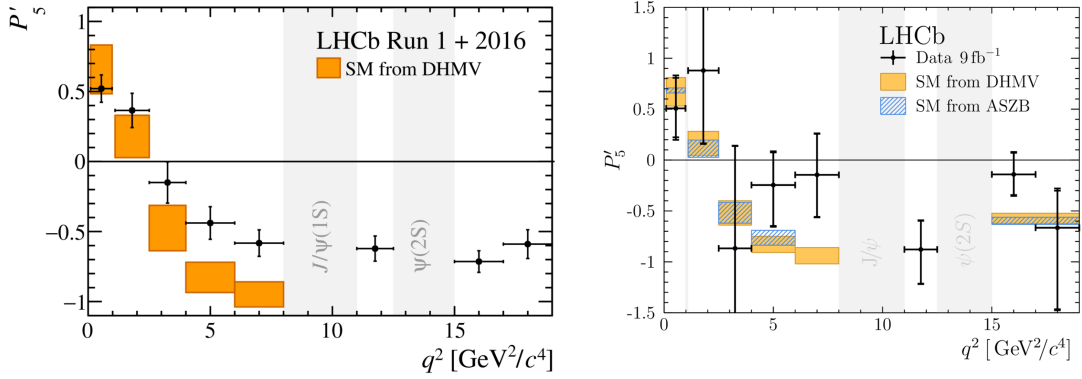 P′5
1
0.5
0
−0.5
−1
LHCb Run 1 + 2016
SM from DHMV
J/ψ(1S)
ψ(2S)
0 5 10 15
q² [GeV²/c⁴]
P′5
1.5
1.0
0.5
0
-0.5
-1.0
-1.5
LHCb
Data 9 fb⁻¹
SM from DHMV
SM from ASZB
J/ψ
ψ(2S)
0 5 10 15
q² [GeV²/c⁴]